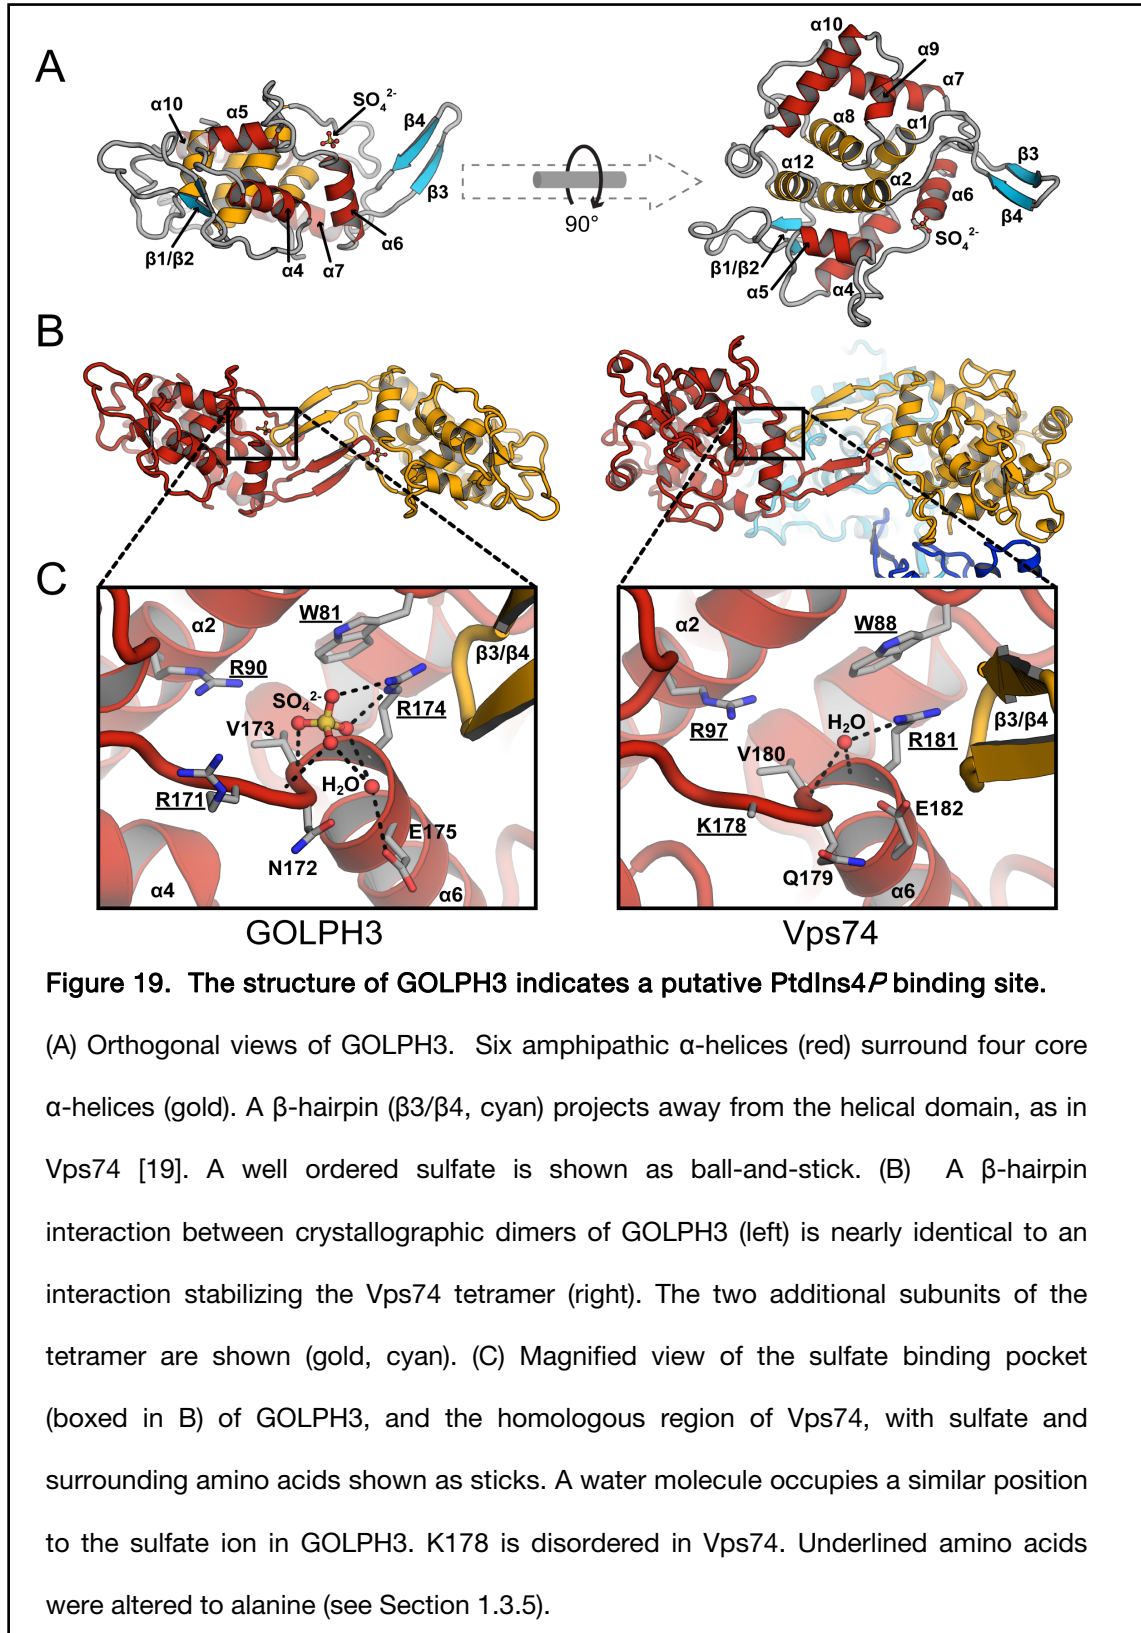 A
α10
α5
SO₄²⁻
β4
β3
β1/β2
α4
α7
α6
90°
α10
α9
α7
α8
α1
α12
α2
α6
β3
β4
SO₄²⁻
β1/β2
α5
α4
B
C
α2
W81
β3/β4
R90
SO₄²⁻
R174
V173
H₂O
R171
E175
N172
α4
α6
GOLPH3
α2
W88
β3/β4
H₂O
R97
R181
V180
K178
E182
Q179
α6
Vps74
Figure 19. The structure of GOLPH3 indicates a putative PtdIns4P binding site.
(A) Orthogonal views of GOLPH3. Six amphipathic α-helices (red) surround four core
α-helices (gold). A β-hairpin (β3/β4, cyan) projects away from the helical domain, as in
Vps74 [19]. A well ordered sulfate is shown as ball-and-stick. (B) A β-hairpin
interaction between crystallographic dimers of GOLPH3 (left) is nearly identical to an
interaction stabilizing the Vps74 tetramer (right). The two additional subunits of the
tetramer are shown (gold, cyan). (C) Magnified view of the sulfate binding pocket
(boxed in B) of GOLPH3, and the homologous region of Vps74, with sulfate and
surrounding amino acids shown as sticks. A water molecule occupies a similar position
to the sulfate ion in GOLPH3. K178 is disordered in Vps74. Underlined amino acids
were altered to alanine (see Section 1.3.5).